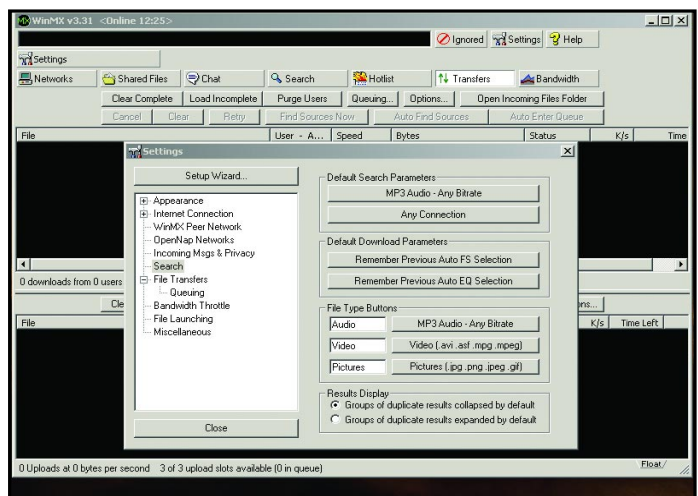 WinMX v3.31 <Online 12:25>
Ignored Settings Help
Settings
Networks Shared Files Chat Search Hotlist Transfers Bandwidth
Clear Complete Load Incomplete Purge Users Queuing... Options... Open Incoming Files Folder
Cancel Clear Retry Find Sources Now Auto Find Sources Auto Enter Queue
File User - A... Speed Bytes Status K/s Time
Settings
Setup Wizard...
Appearance
Internet Connection
WinMX Peer Network
OpenNap Networks
Incoming Msgs & Privacy
Search
File Transfers
Queuing
Bandwidth Throttle
File Launching
Miscellaneous
Close
Default Search Parameters
MP3 Audio - Any Bitrate
Any Connection
Default Download Parameters
Remember Previous Auto FS Selection
Remember Previous Auto EQ Selection
File Type Buttons
Audio MP3 Audio - Any Bitrate
Video Video (.avi .asf .mpg .mpeg)
Pictures Pictures (.jpg .png .jpeg .gif)
Results Display
Groups of duplicate results collapsed by default
Groups of duplicate results expanded by default
0 downloads from 0 users
File K/s Time Left
0 Uploads at 0 bytes per second 3 of 3 upload slots available (0 in queue)
Float